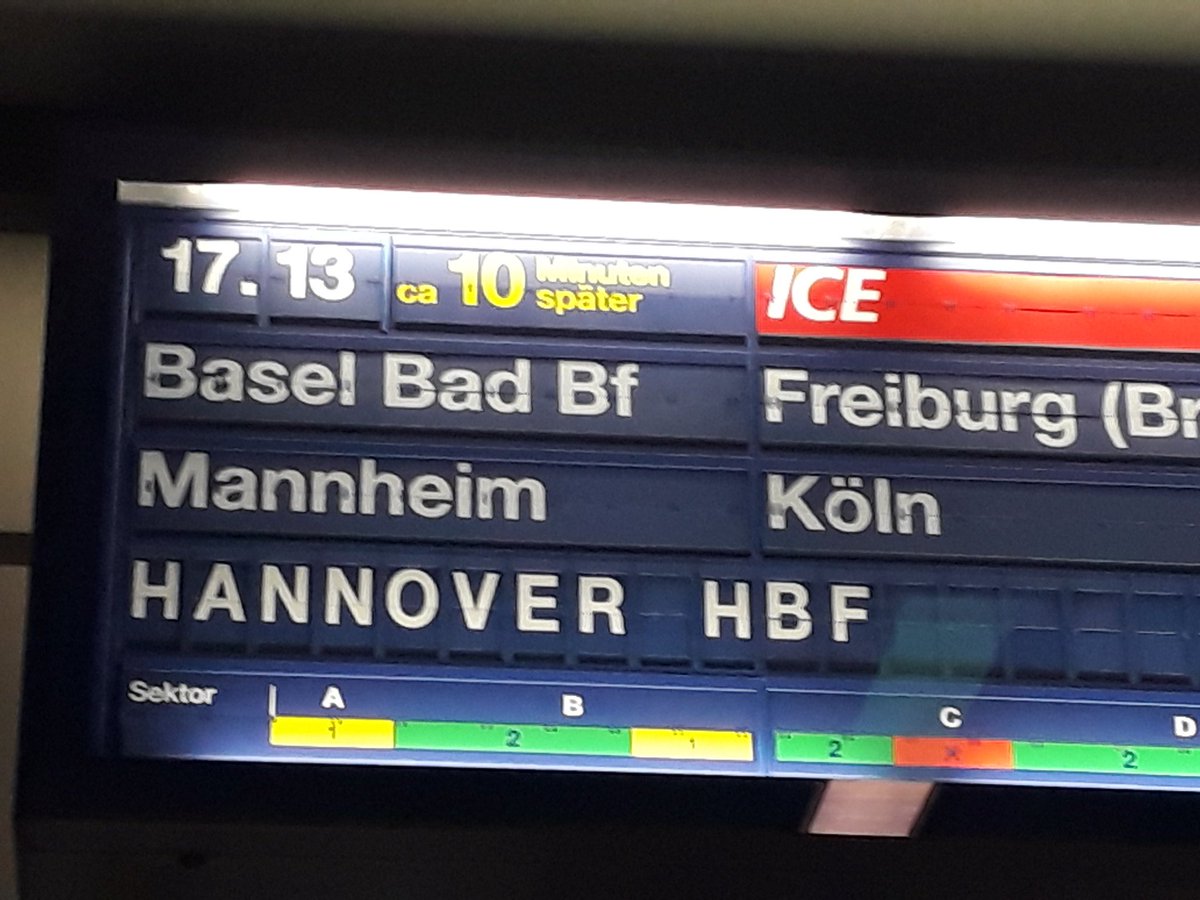 17.13 ca 10 Minuten später ICE
Basel Bad Bf Freiburg (Br
Mannheim Köln
HANNOVER HBF
Sektor A B C D
1 2 1 2 x 2